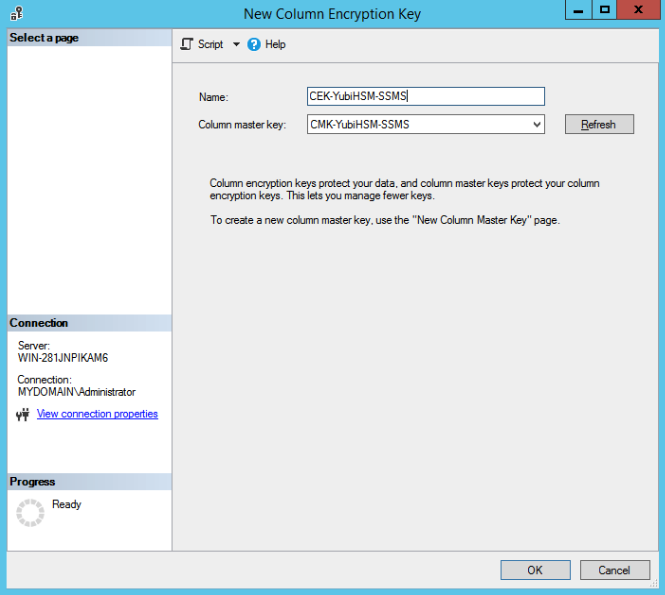 New Column Encryption Key
Select a page
Script Help
Name: CEK-YubiHSM-SSMS
Column master key: CMK-YubiHSM-SSMS Refresh
Column encryption keys protect your data, and column master keys protect your column
encryption keys. This lets you manage fewer keys.
To create a new column master key, use the "New Column Master Key" page.
Connection
Server:
WIN-281JNPIKAM6
Connection:
MYDOMAIN\Administrator
View connection properties
Progress
Ready
OK Cancel